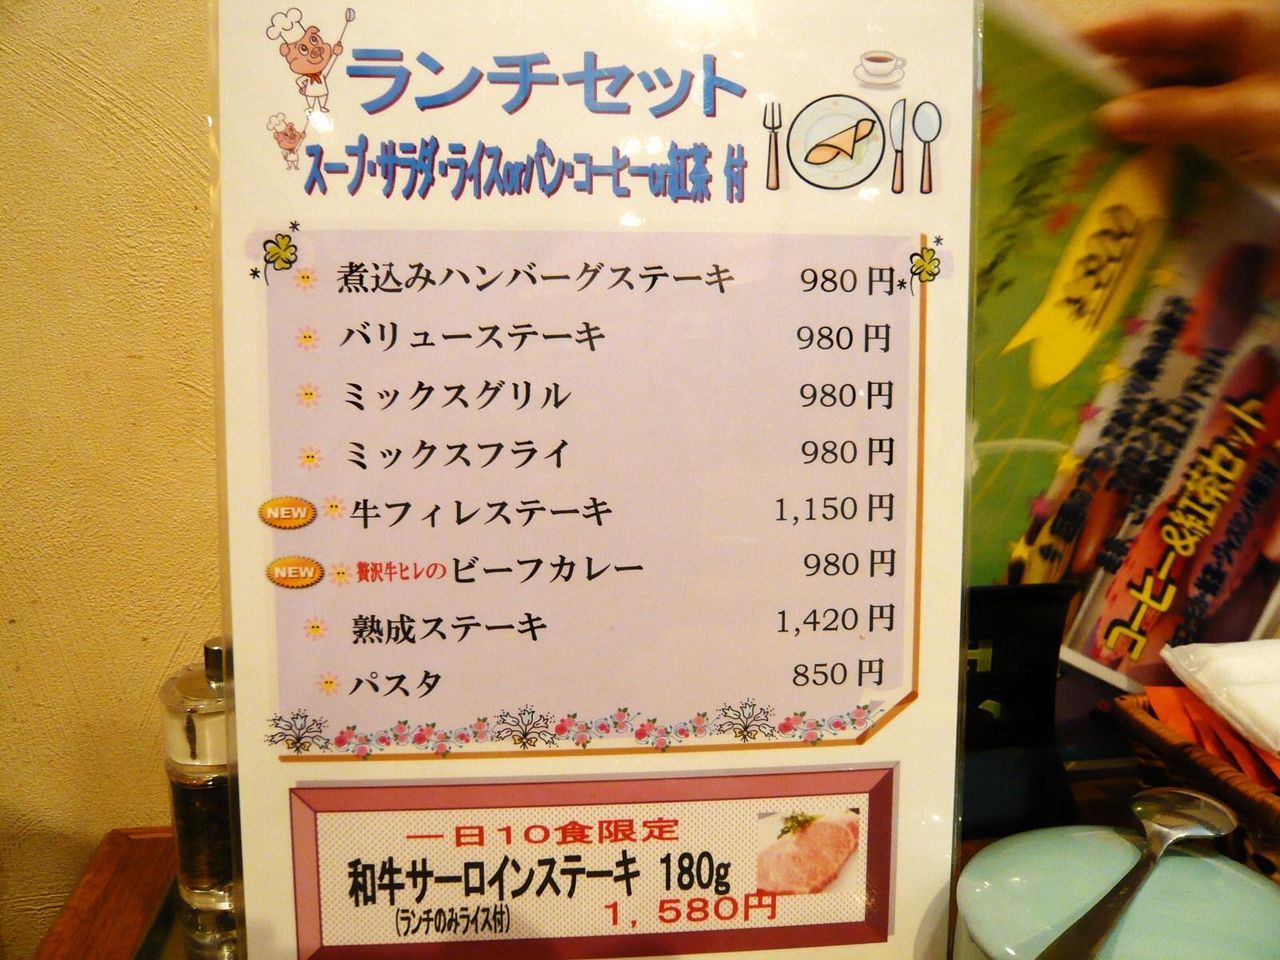 ランチセット
スープ・サラダ・ライスorパン・コーヒーor紅茶 付
煮込みハンバーグステーキ 980円
バリューステーキ 980円
ミックスグリル 980円
ミックスフライ 980円
NEW 牛フィレステーキ 1,150円
NEW 贅沢牛ヒレの ビーフカレー 980円
熟成ステーキ 1,420円
パスタ 850円
一日10食限定
和牛サーロインステーキ 180g
(ランチのみライス付) 1,580円
コーヒー&紅茶セット